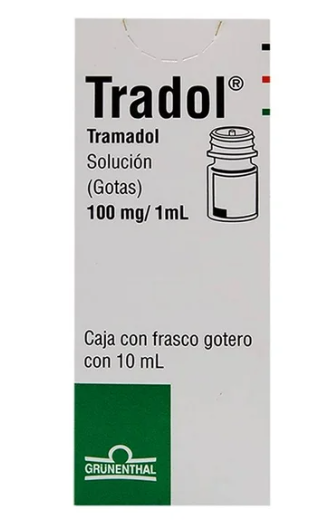 Tradol®
Tramadol
Solución
(Gotas)
100 mg/ 1mL
Caja con frasco gotero
con 10 mL
GRUNENTHAL